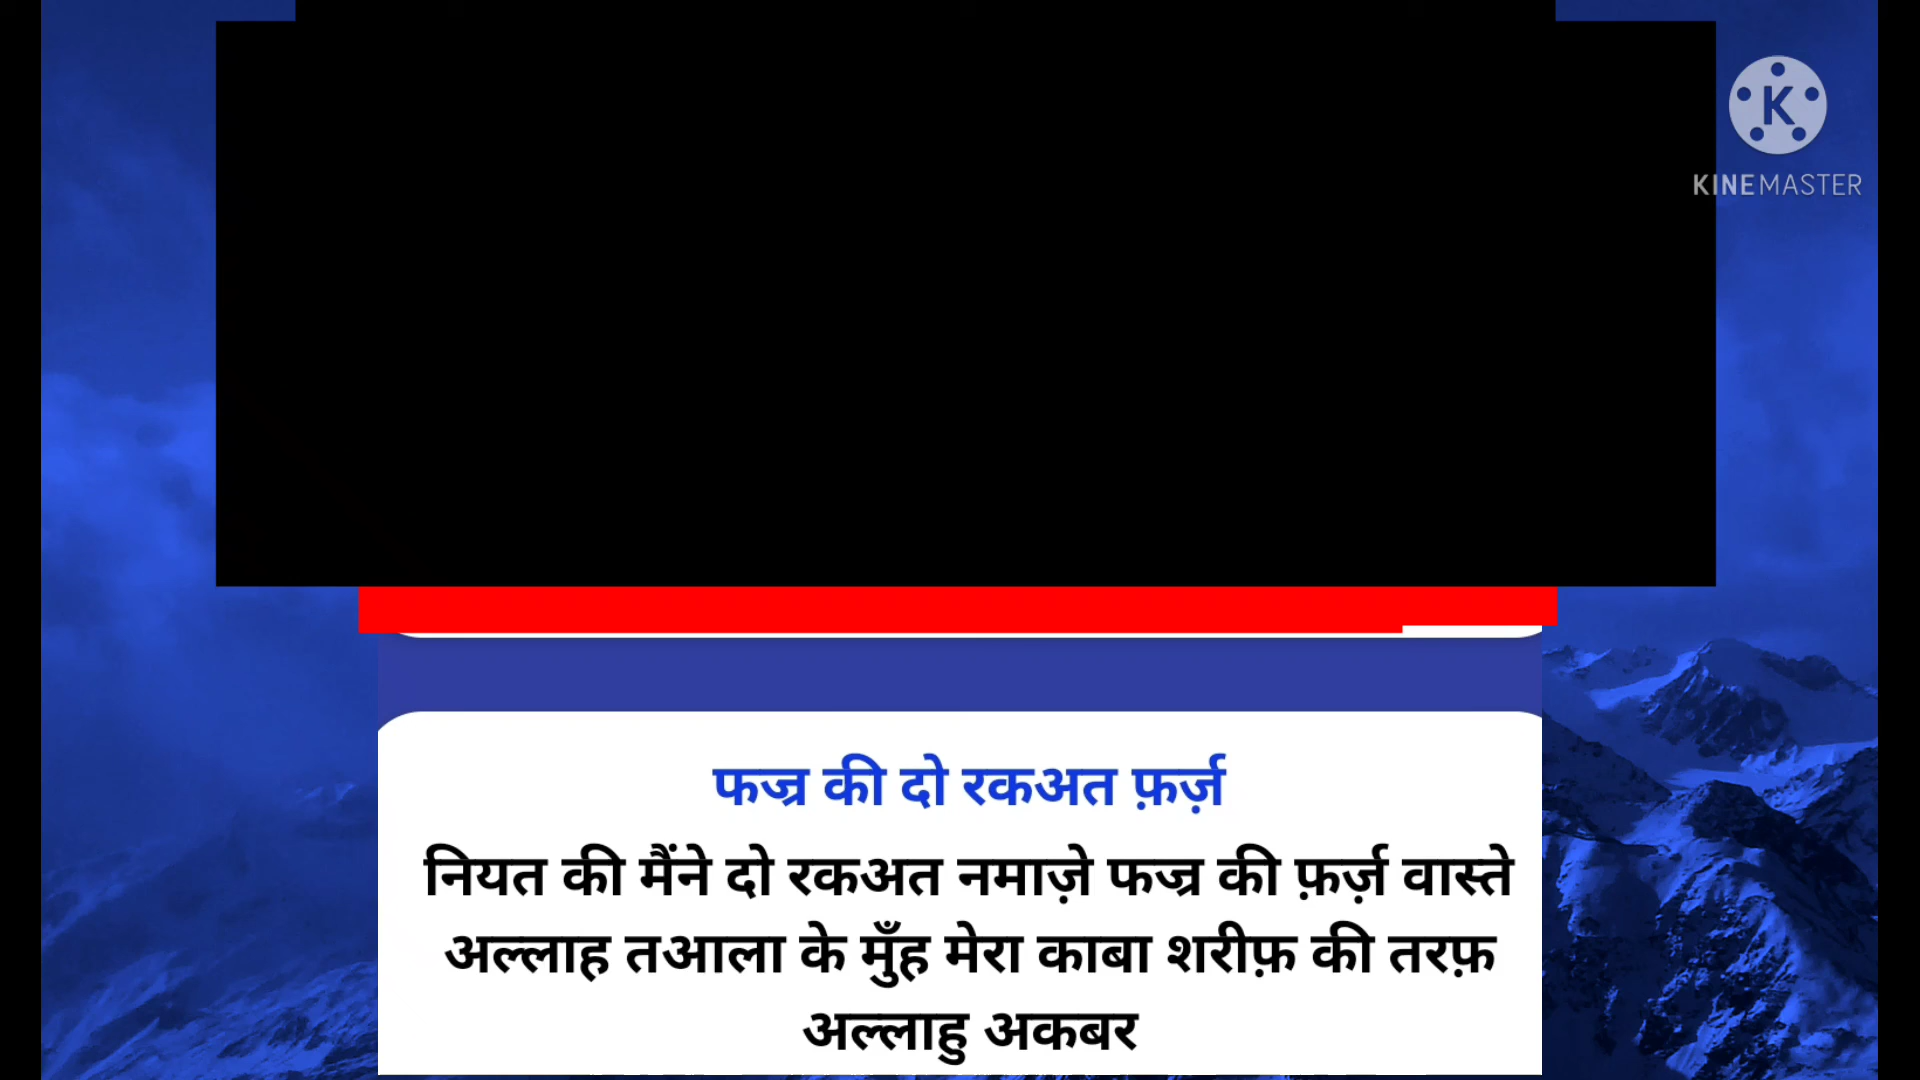 K
KINEMASTER
फज्र की दो रकअत फ़र्ज़
नियत की मैंने दो रकअत नमाज़े फज्र की फ़र्ज़ वास्ते
अल्लाह तआला के मुँह मेरा काबा शरीफ़ की तरफ़
अल्लाहु अकबर